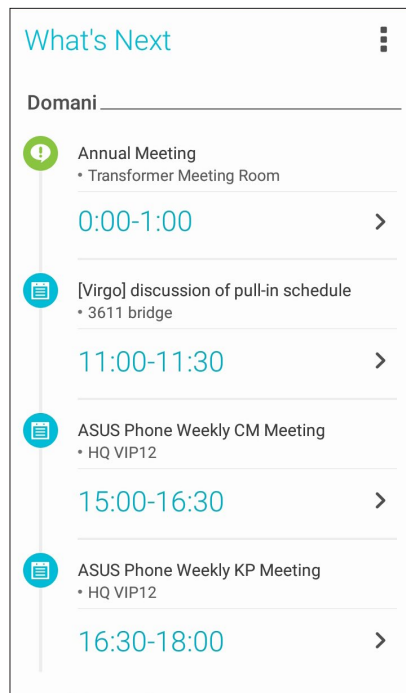 What's Next
Domani
Annual Meeting
• Transformer Meeting Room
0:00-1:00
[Virgo] discussion of pull-in schedule
• 3611 bridge
11:00-11:30
ASUS Phone Weekly CM Meeting
• HQ VIP12
15:00-16:30
ASUS Phone Weekly KP Meeting
• HQ VIP12
16:30-18:00